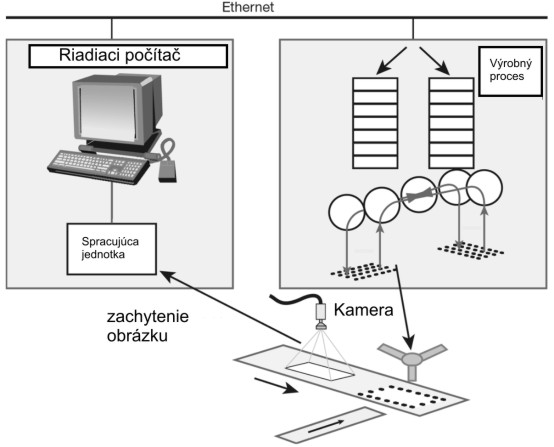 Ethernet
Riadiaci počítač
Výrobný
proces
Spracujúca
jednotka
zachytenie
obrázku
Kamera